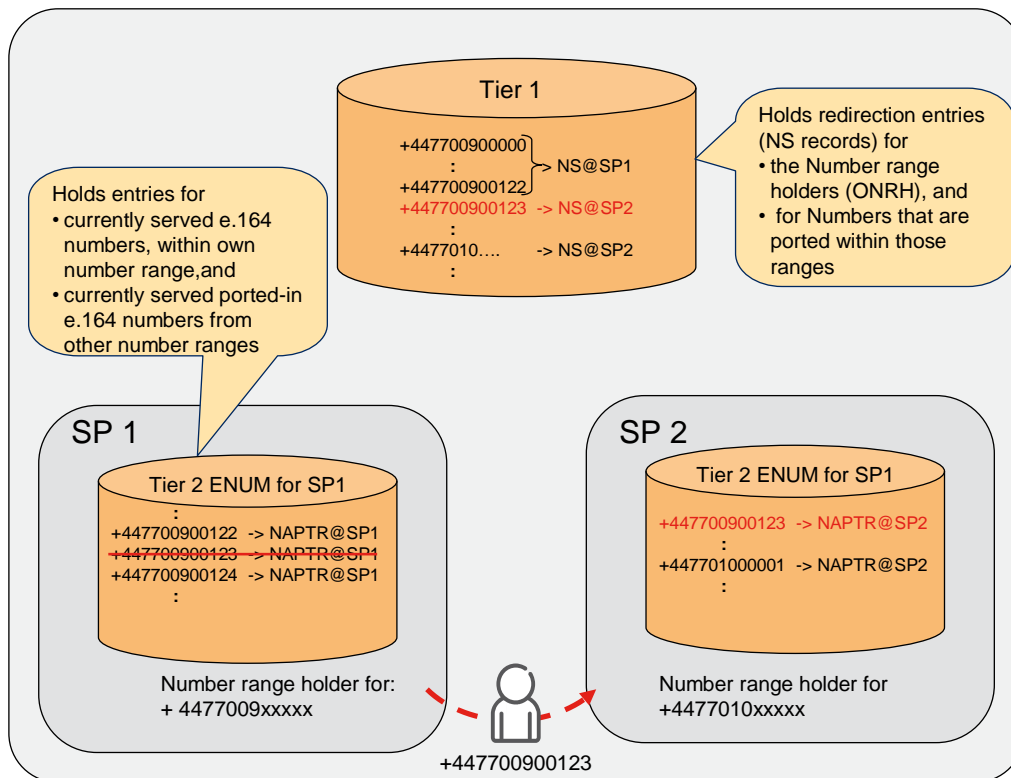 Tier 1
+447700900000
:
+447700900122
-> NS@SP1
+447700900123 -> NS@SP2
:
+4477010…. -> NS@SP2
:
Holds redirection entries
(NS records) for
• the Number range
holders (ONRH), and
• for Numbers that are
ported within those
ranges
Holds entries for
• currently served e.164
numbers, within own
number range,and
• currently served ported-in
e.164 numbers from
other number ranges
SP 1
Tier 2 ENUM for SP1
:
+447700900122 -> NAPTR@SP1
+447700900123 -> NAPTR@SP1
+447700900124 -> NAPTR@SP1
:
Number range holder for:
+ 4477009xxxxx
SP 2
Tier 2 ENUM for SP1
+447700900123 -> NAPTR@SP2
:
+447701000001 -> NAPTR@SP2
:
Number range holder for
+4477010xxxxx
+447700900123